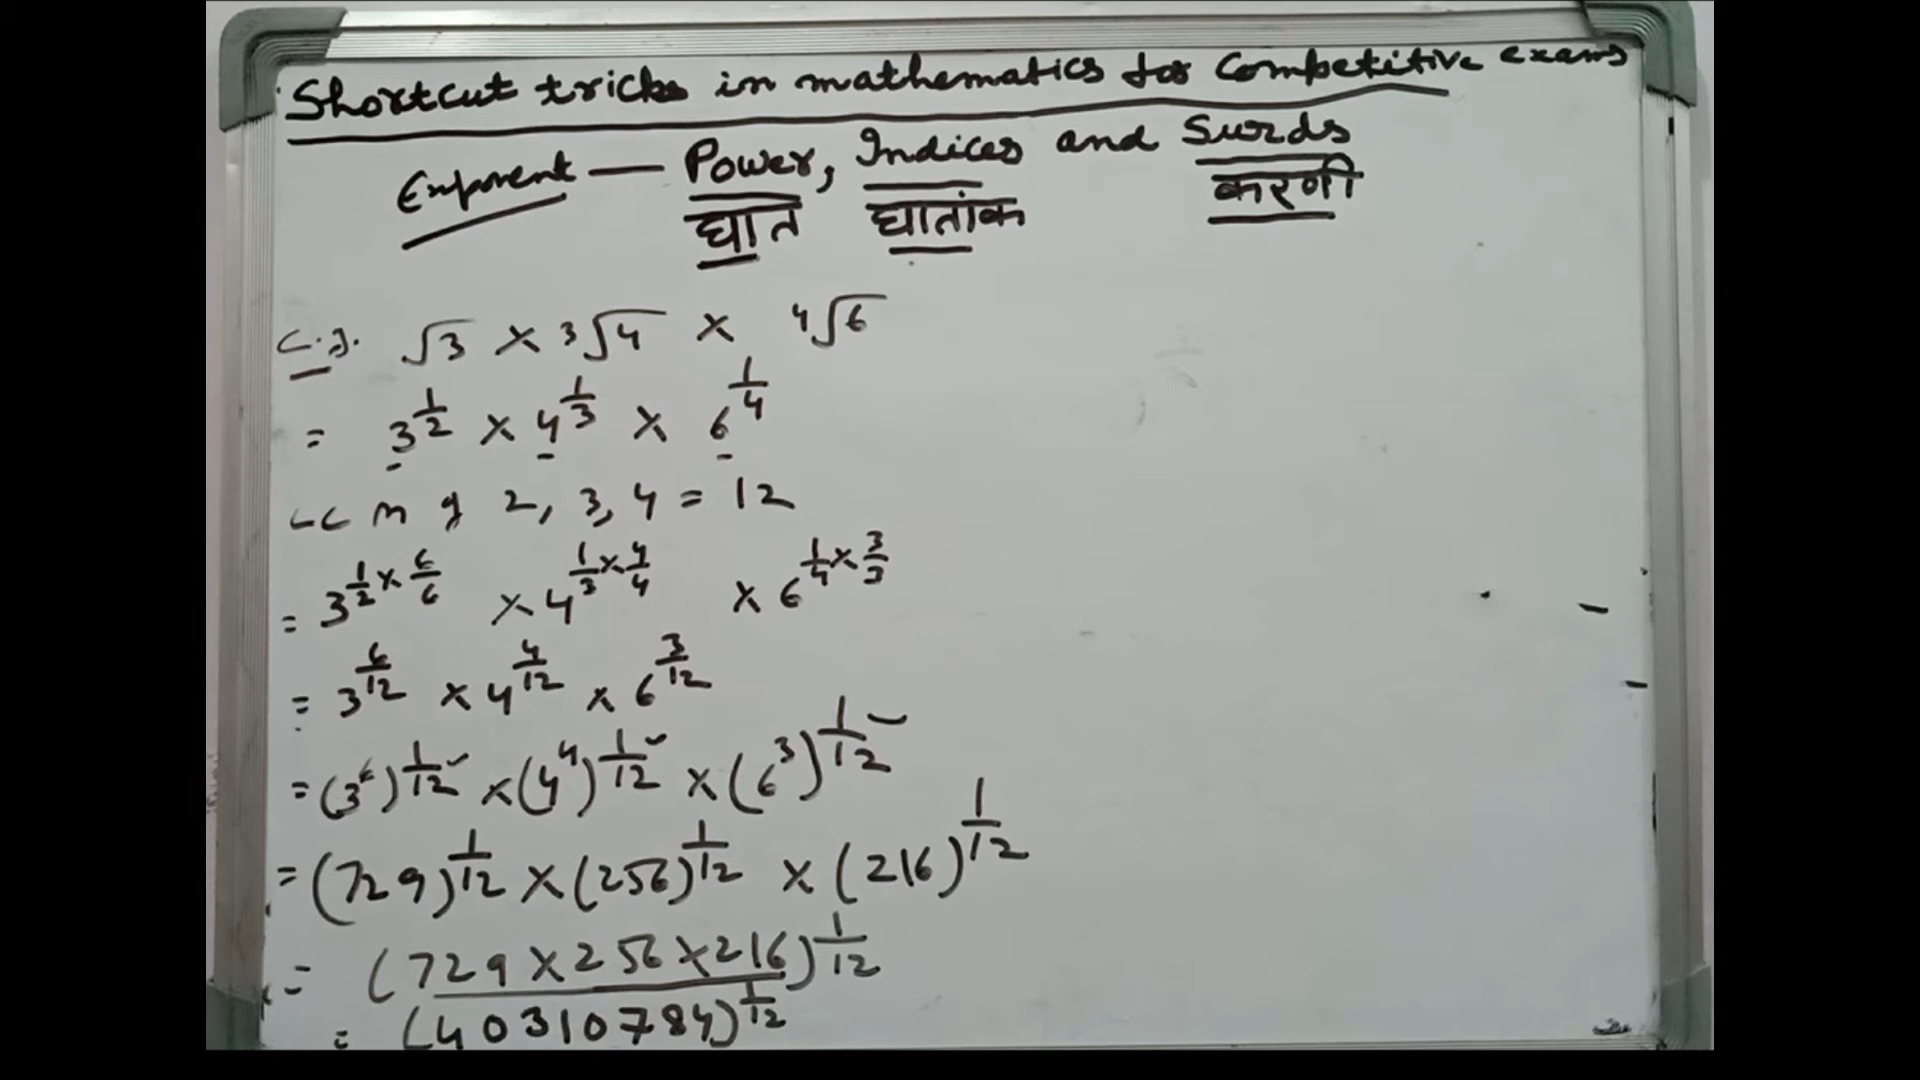 Shortcut tricks in mathematics for Competitive exams
Exponent — Power, Indices and Surds
घात घातांक करणी
e.g. √3 × ³√4 × ⁴√6
= 3^(1/2) × 4^(1/3) × 6^(1/4)
LCM of 2, 3, 4 = 12
= 3^(1/2 × 6/6) × 4^(1/3 × 4/4) × 6^(1/4 × 3/3)
= 3^(6/12) × 4^(4/12) × 6^(3/12)
= (3⁶)^(1/12) × (4⁴)^(1/12) × (6³)^(1/12)
= (729)^(1/12) × (256)^(1/12) × (216)^(1/12)
= (729 × 256 × 216)^(1/12)
= (40310784)^(1/12)